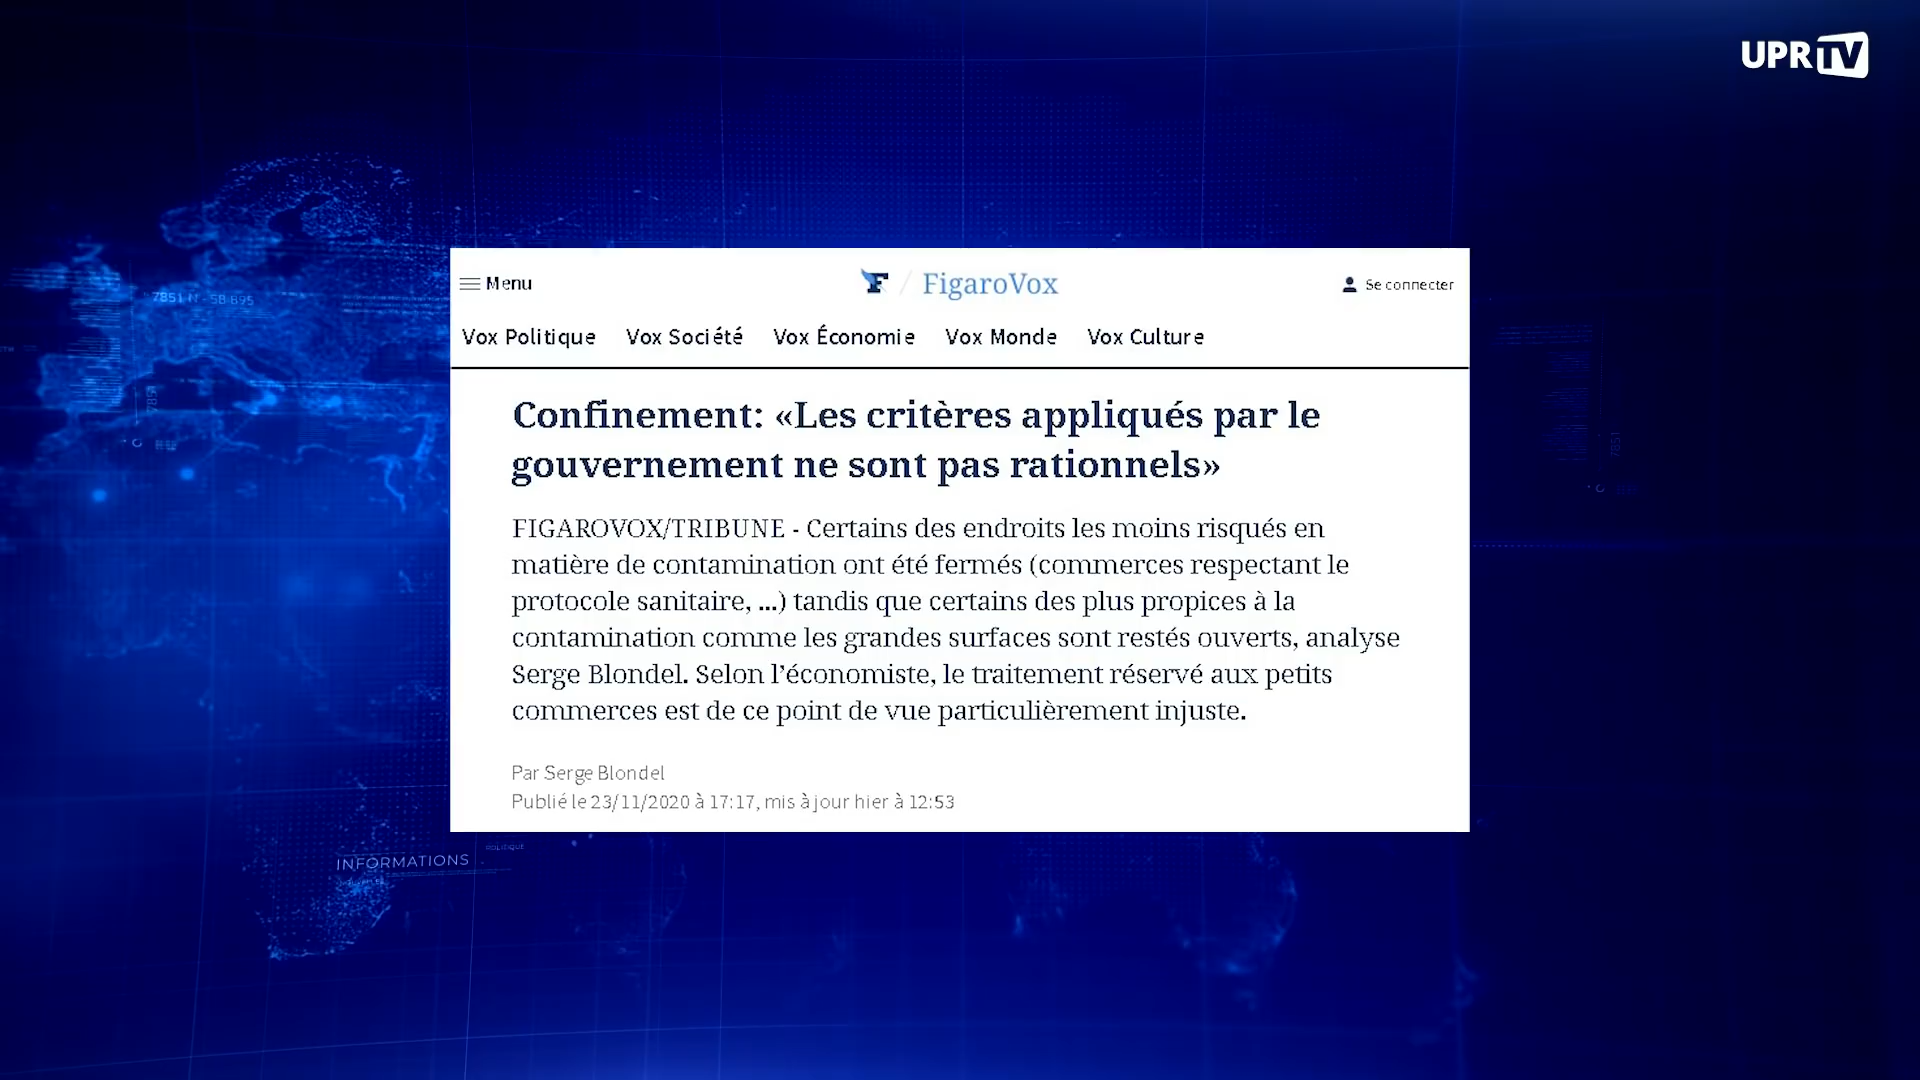 UPR TV
Menu
F / FigaroVox
Se connecter
Vox Politique Vox Société Vox Économie Vox Monde Vox Culture
Confinement: «Les critères appliqués par le
gouvernement ne sont pas rationnels»
FIGAROVOX/TRIBUNE - Certains des endroits les moins risqués en
matière de contamination ont été fermés (commerces respectant le
protocole sanitaire, ...) tandis que certains des plus propices à la
contamination comme les grandes surfaces sont restés ouverts, analyse
Serge Blondel. Selon l’économiste, le traitement réservé aux petits
commerces est de ce point de vue particulièrement injuste.
Par Serge Blondel
Publié le 23/11/2020 à 17:17, mis à jour hier à 12:53
INFORMATIONS
POLITIQUE
7851